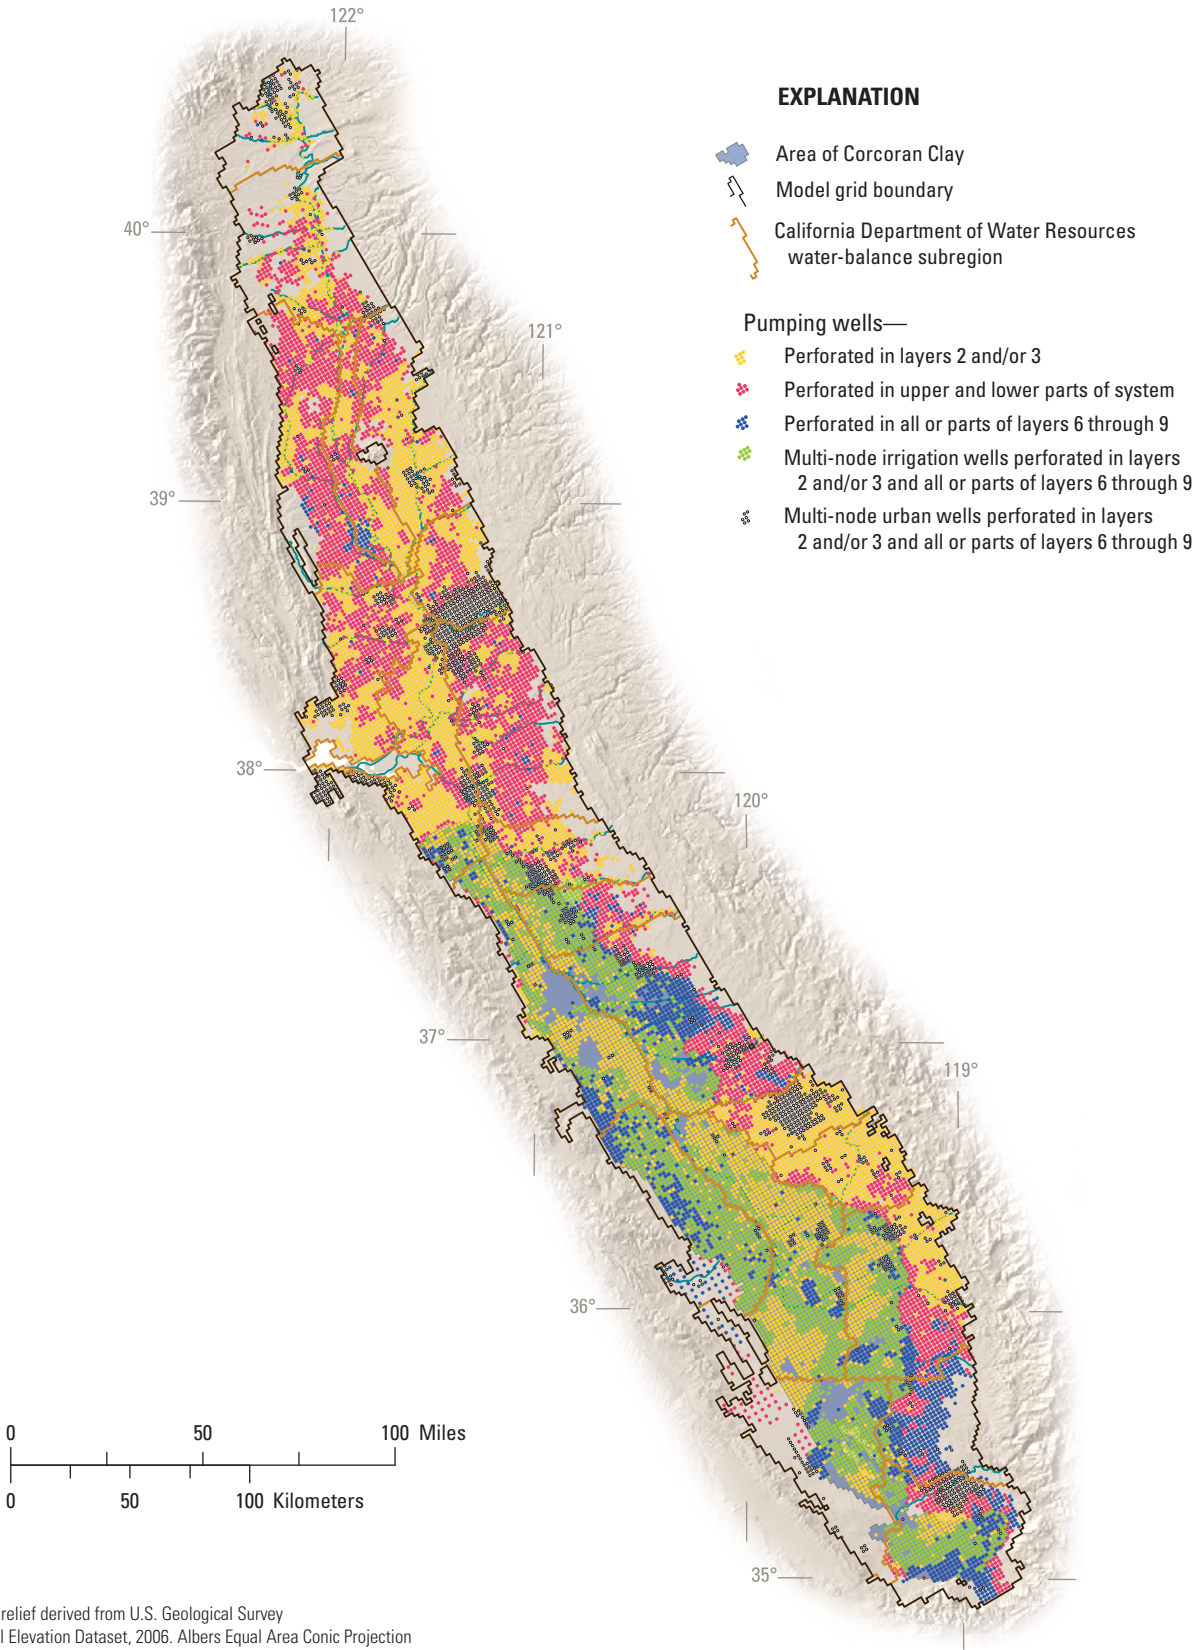 122°
EXPLANATION
Area of Corcoran Clay
Model grid boundary
California Department of Water Resources
water-balance subregion
40°
121°
Pumping wells—
Perforated in layers 2 and/or 3
Perforated in upper and lower parts of system
Perforated in all or parts of layers 6 through 9
Multi-node irrigation wells perforated in layers
2 and/or 3 and all or parts of layers 6 through 9
39°
Multi-node urban wells perforated in layers
2 and/or 3 and all or parts of layers 6 through 9
38°
120°
37°
119°
36°
0 50 100 Miles
0 50 100 Kilometers
35°
relief derived from U.S. Geological Survey
l Elevation Dataset, 2006. Albers Equal Area Conic Projection